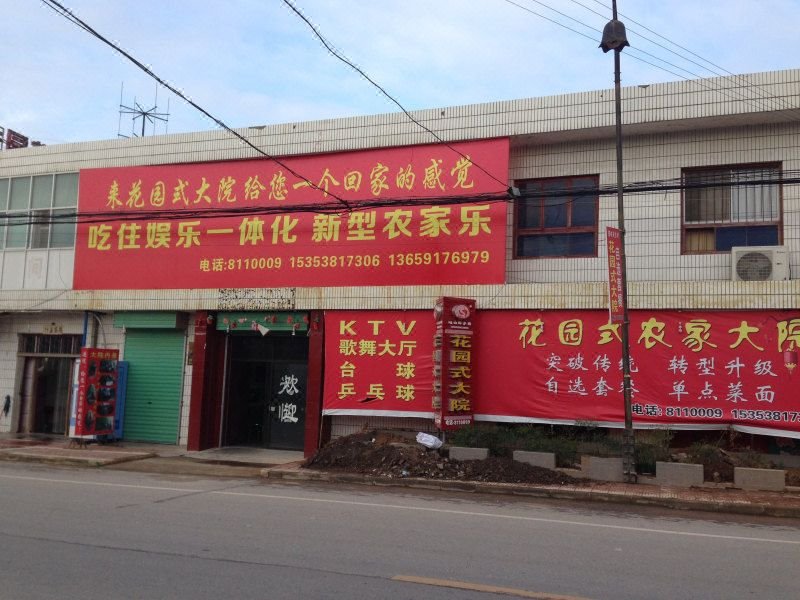 来花园式大院给您一个回家的感觉
吃住娱乐一体化 新型农家乐
电话:8110009 15353817306 13659176979
KTV
歌舞大厅
台球
乒乓球
花园式大院
花园式农家大院
突破传统 转型升级
自选套餐 单点菜面
电话: 8110009 1535381
花园式大院
欢迎